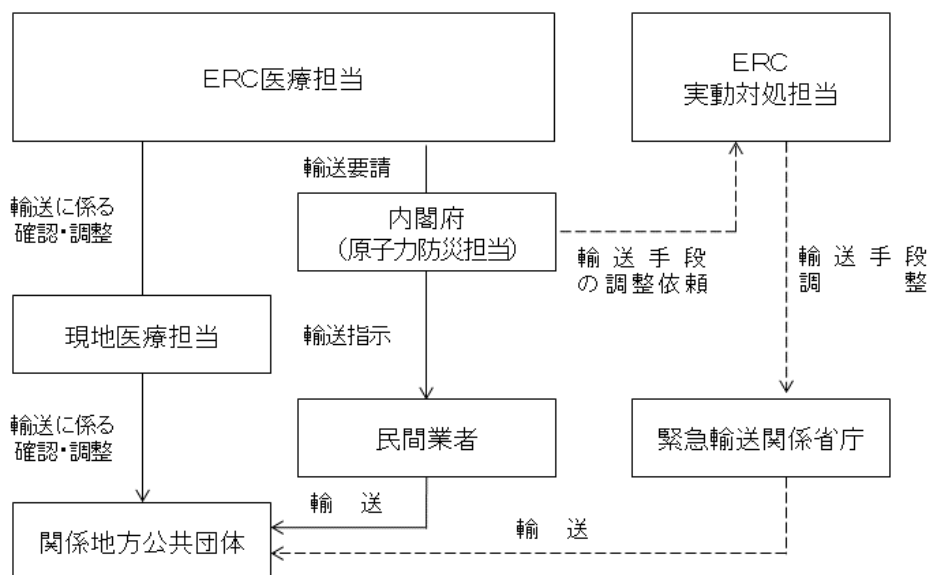 ERC医療担当
ERC
実動対処担当
輸送要請
輸送に係る
確認・調整
内閣府
（原子力防災担当）
輸送手段
の調整依頼
輸送手段
調整
現地医療担当
輸送指示
輸送に係る
確認・調整
民間業者
緊急輸送関係省庁
輸送
輸送
関係地方公共団体